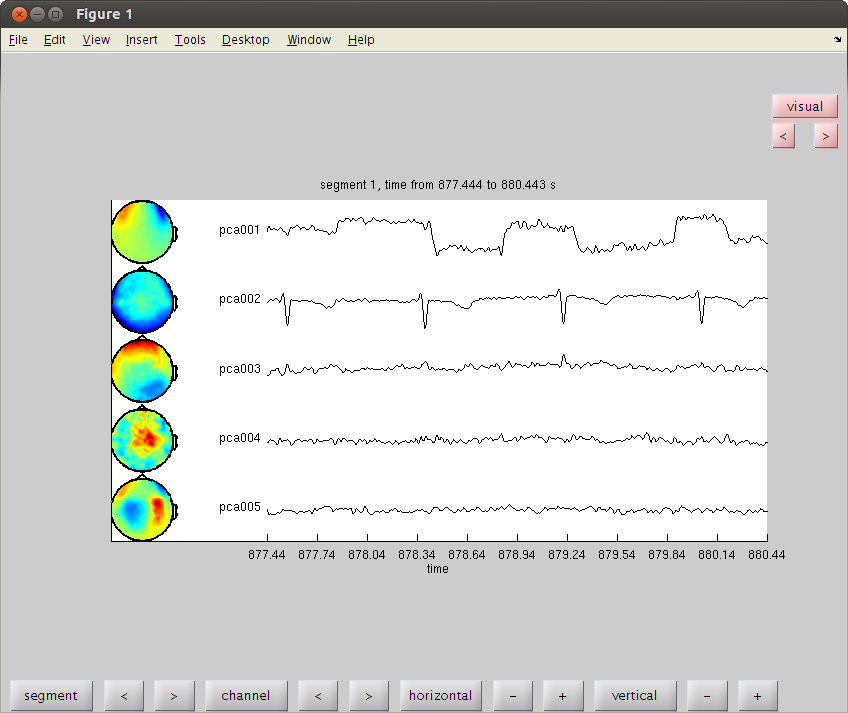 Figure 1
File Edit View Insert Tools Desktop Window Help
visual
< >
segment 1, time from 877.444 to 880.443 s
pca001
pca002
pca003
pca004
pca005
877.44 877.74 878.04 878.34 878.64 878.94 879.24 879.54 879.84 880.14 880.44
time
segment < > channel < > horizontal - + vertical - +